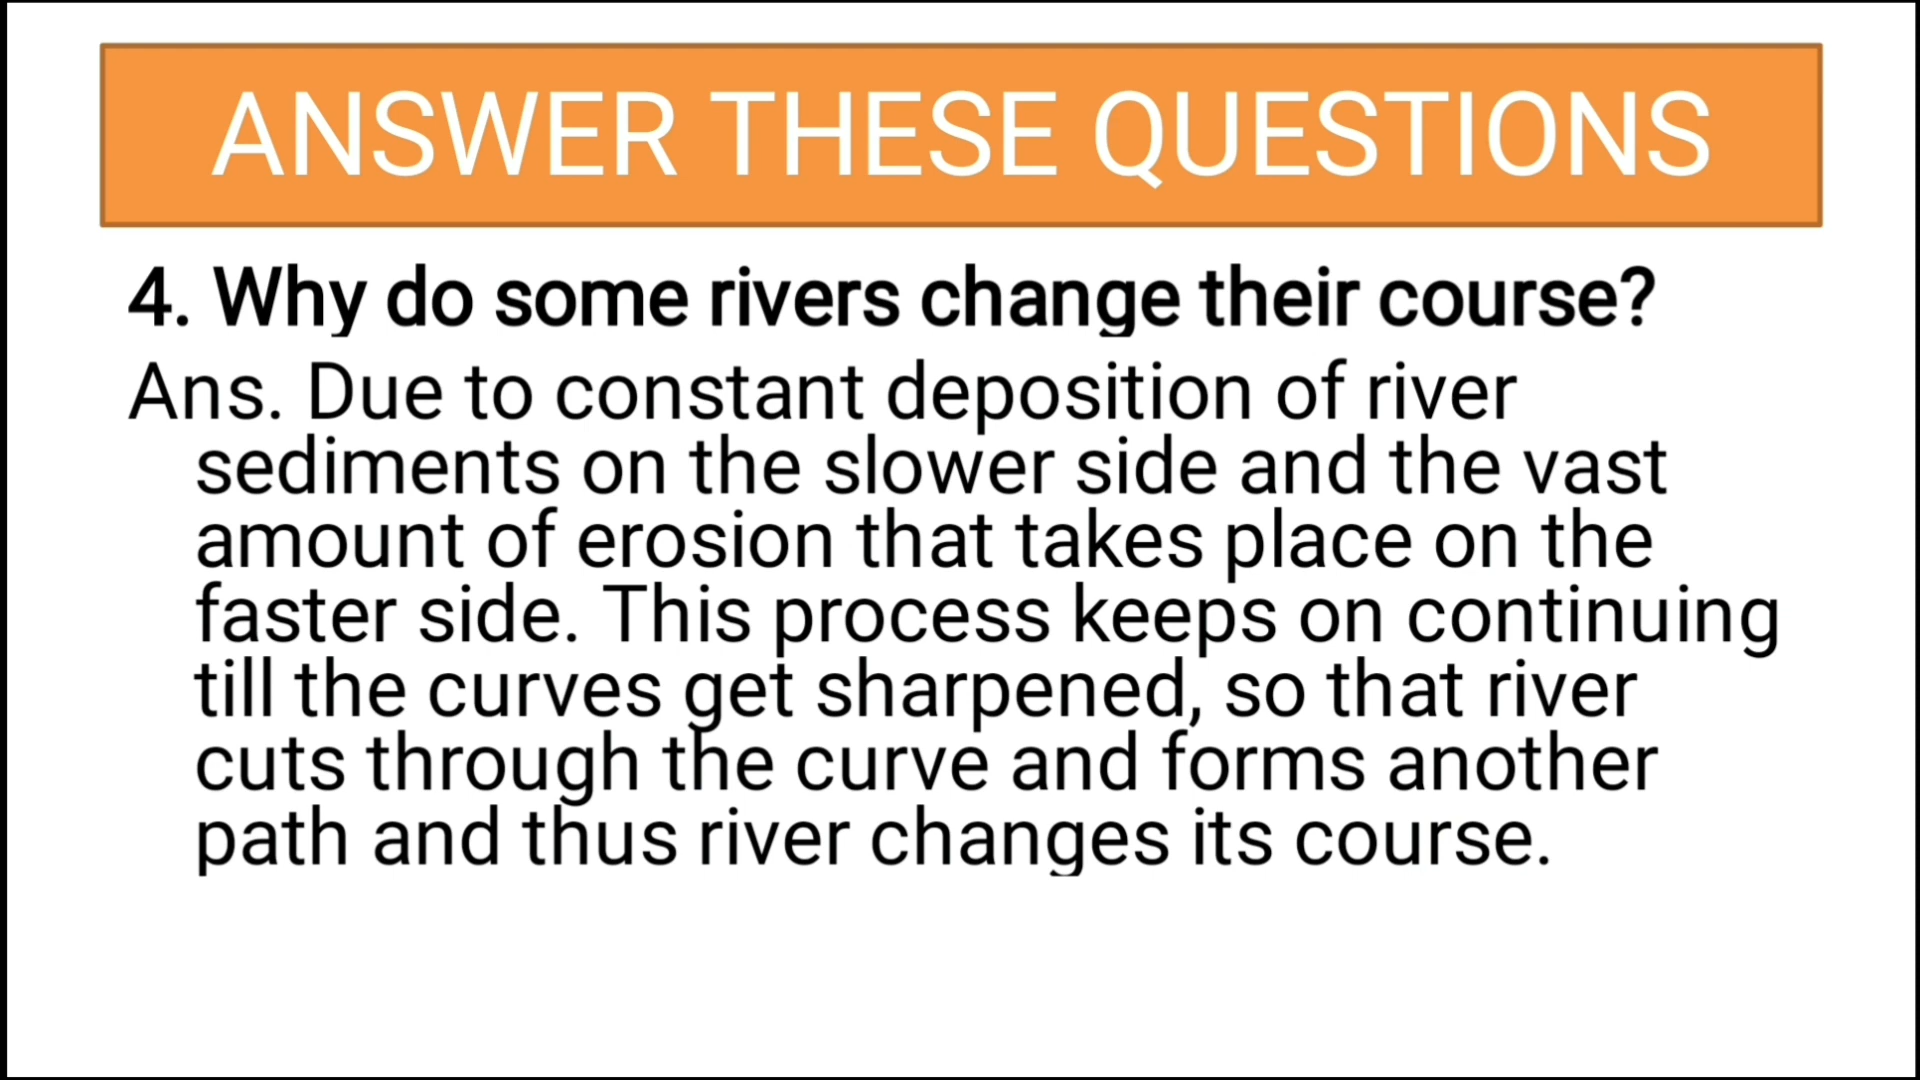 ANSWER THESE QUESTIONS
4. Why do some rivers change their course?
Ans. Due to constant deposition of river
sediments on the slower side and the vast
amount of erosion that takes place on the
faster side. This process keeps on continuing
till the curves get sharpened, so that river
cuts through the curve and forms another
path and thus river changes its course.